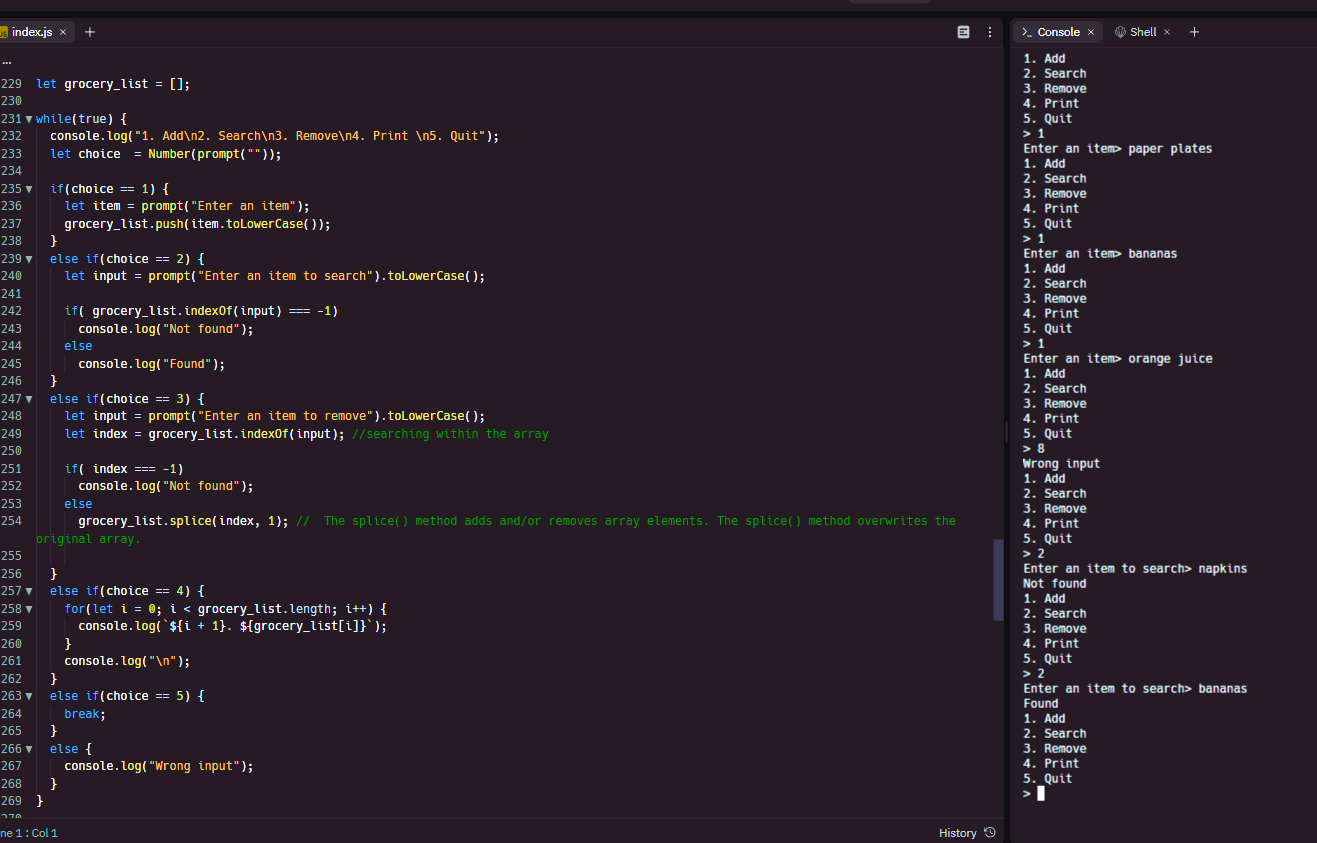 index.js × +
...
229 let grocery_list = [];
230
231 while(true) {
232 console.log("1. Add\n2. Search\n3. Remove\n4. Print \n5. Quit");
233 let choice  = Number(prompt(""));
234
235 if(choice == 1) {
236 let item = prompt("Enter an item");
237 grocery_list.push(item.toLowerCase());
238 }
239 else if(choice == 2) {
240 let input = prompt("Enter an item to search").toLowerCase();
241
242 if( grocery_list.indexOf(input) === -1)
243 console.log("Not found");
244 else
245 console.log("Found");
246 }
247 else if(choice == 3) {
248 let input = prompt("Enter an item to remove").toLowerCase();
249 let index = grocery_list.indexOf(input); //searching within the array
250
251 if( index === -1)
252 console.log("Not found");
253 else
254 grocery_list.splice(index, 1); //  The splice() method adds and/or removes array elements. The splice() method overwrites the
original array.
255
256 }
257 else if(choice == 4) {
258 for(let i = 0; i < grocery_list.length; i++) {
259 console.log(`${i + 1}. ${grocery_list[i]}`);
260 }
261 console.log("\n");
262 }
263 else if(choice == 5) {
264 break;
265 }
266 else {
267 console.log("Wrong input");
268 }
269 }
ne 1 : Col 1
History
Console × Shell × +
1. Add
2. Search
3. Remove
4. Print
5. Quit
> 1
Enter an item> paper plates
1. Add
2. Search
3. Remove
4. Print
5. Quit
> 1
Enter an item> bananas
1. Add
2. Search
3. Remove
4. Print
5. Quit
> 1
Enter an item> orange juice
1. Add
2. Search
3. Remove
4. Print
5. Quit
> 8
Wrong input
1. Add
2. Search
3. Remove
4. Print
5. Quit
> 2
Enter an item to search> napkins
Not found
1. Add
2. Search
3. Remove
4. Print
5. Quit
> 2
Enter an item to search> bananas
Found
1. Add
2. Search
3. Remove
4. Print
5. Quit
>